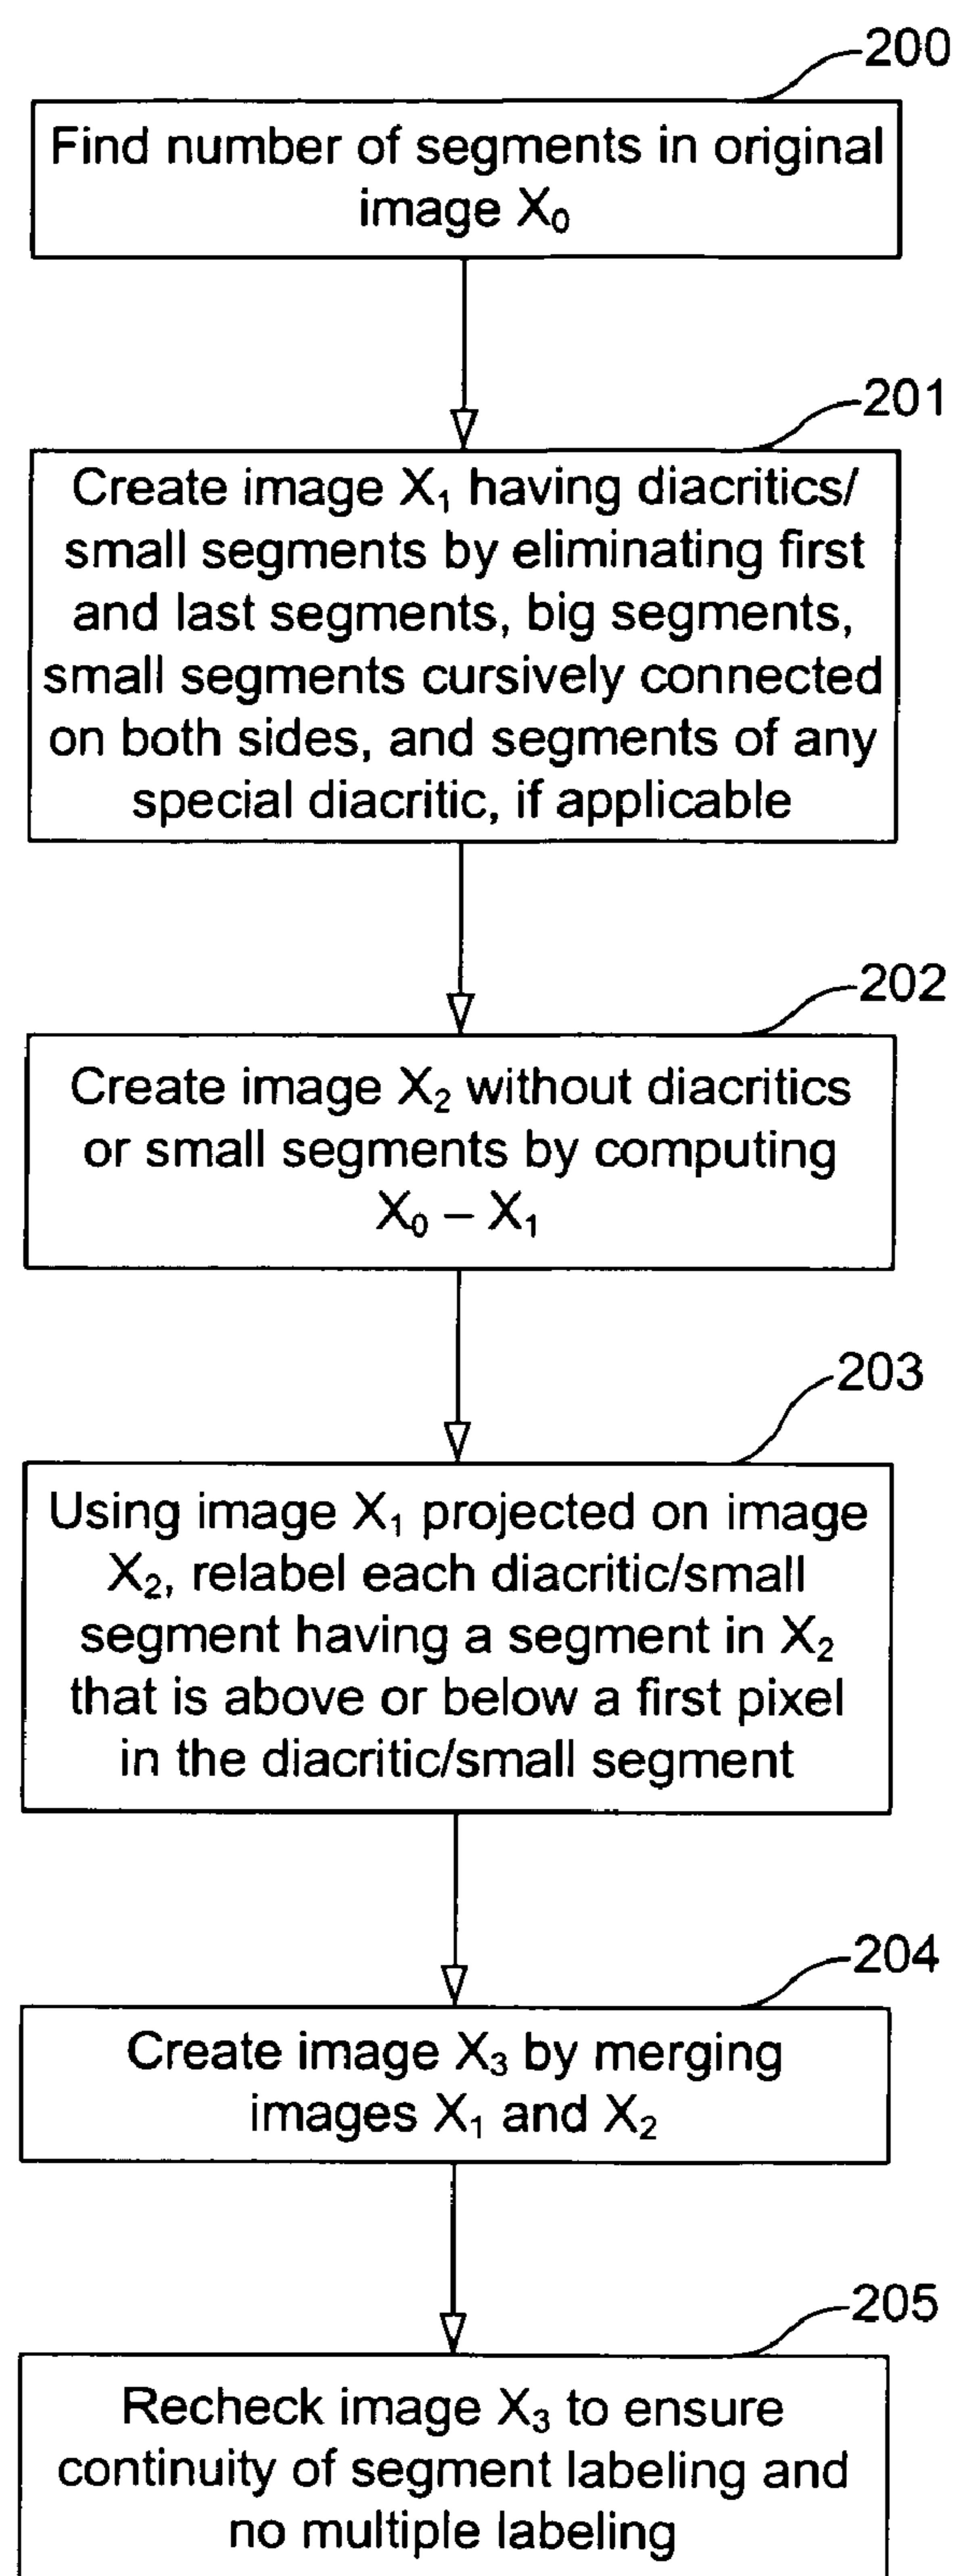 200
Find number of segments in original
image X₀
201
Create image X₁ having diacritics/
small segments by eliminating first
and last segments, big segments,
small segments cursively connected
on both sides, and segments of any
special diacritic, if applicable
202
Create image X₂ without diacritics
or small segments by computing
X₀ – X₁
203
Using image X₁ projected on image
X₂, relabel each diacritic/small
segment having a segment in X₂
that is above or below a first pixel
in the diacritic/small segment
204
Create image X₃ by merging
images X₁ and X₂
205
Recheck image X₃ to ensure
continuity of segment labeling and
no multiple labeling